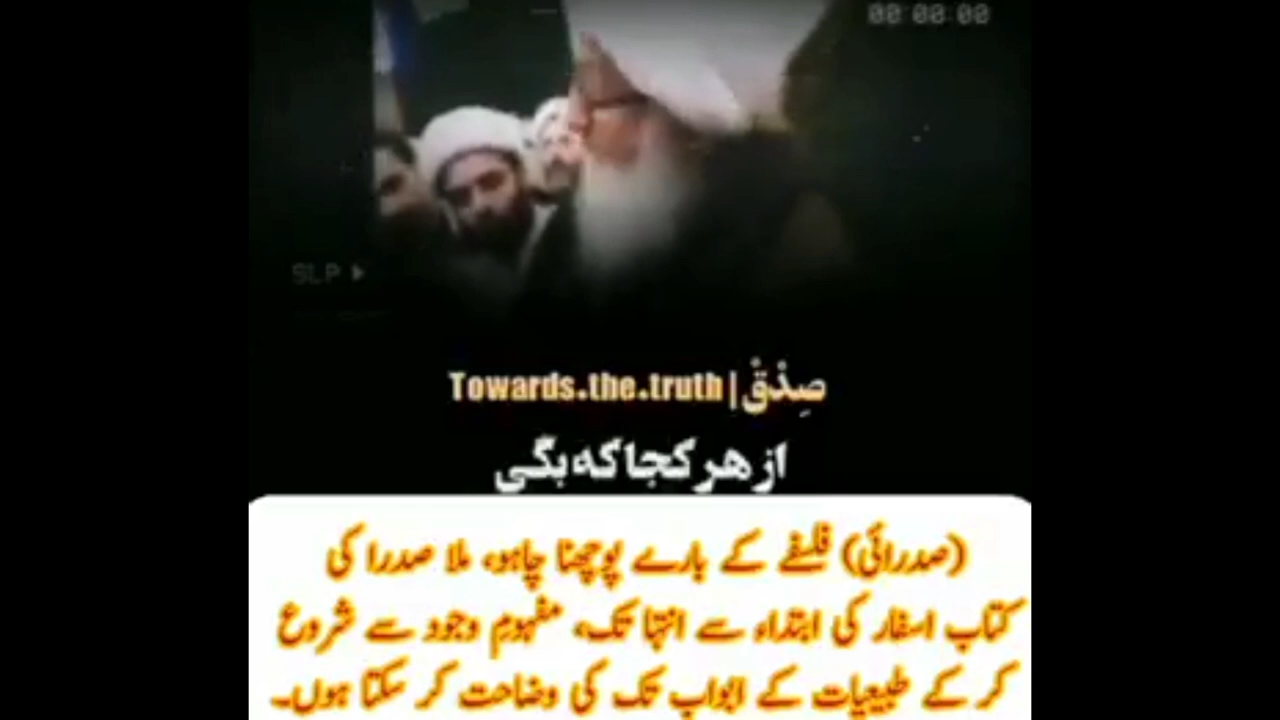 00:00:00
SLP
Towards.the.truth|صِدْقْ
از هر کجا که بگی
(صدرائی) فلسفے کے بارے پوچھنا چاہو، ملا صدرا کی
کتاب اسفار کی ابتداء سے انتہا تک، مفہومِ وجود سے شروع
کر کے طبیعیات کے ابواب تک کی وضاحت کر سکتا ہوں۔